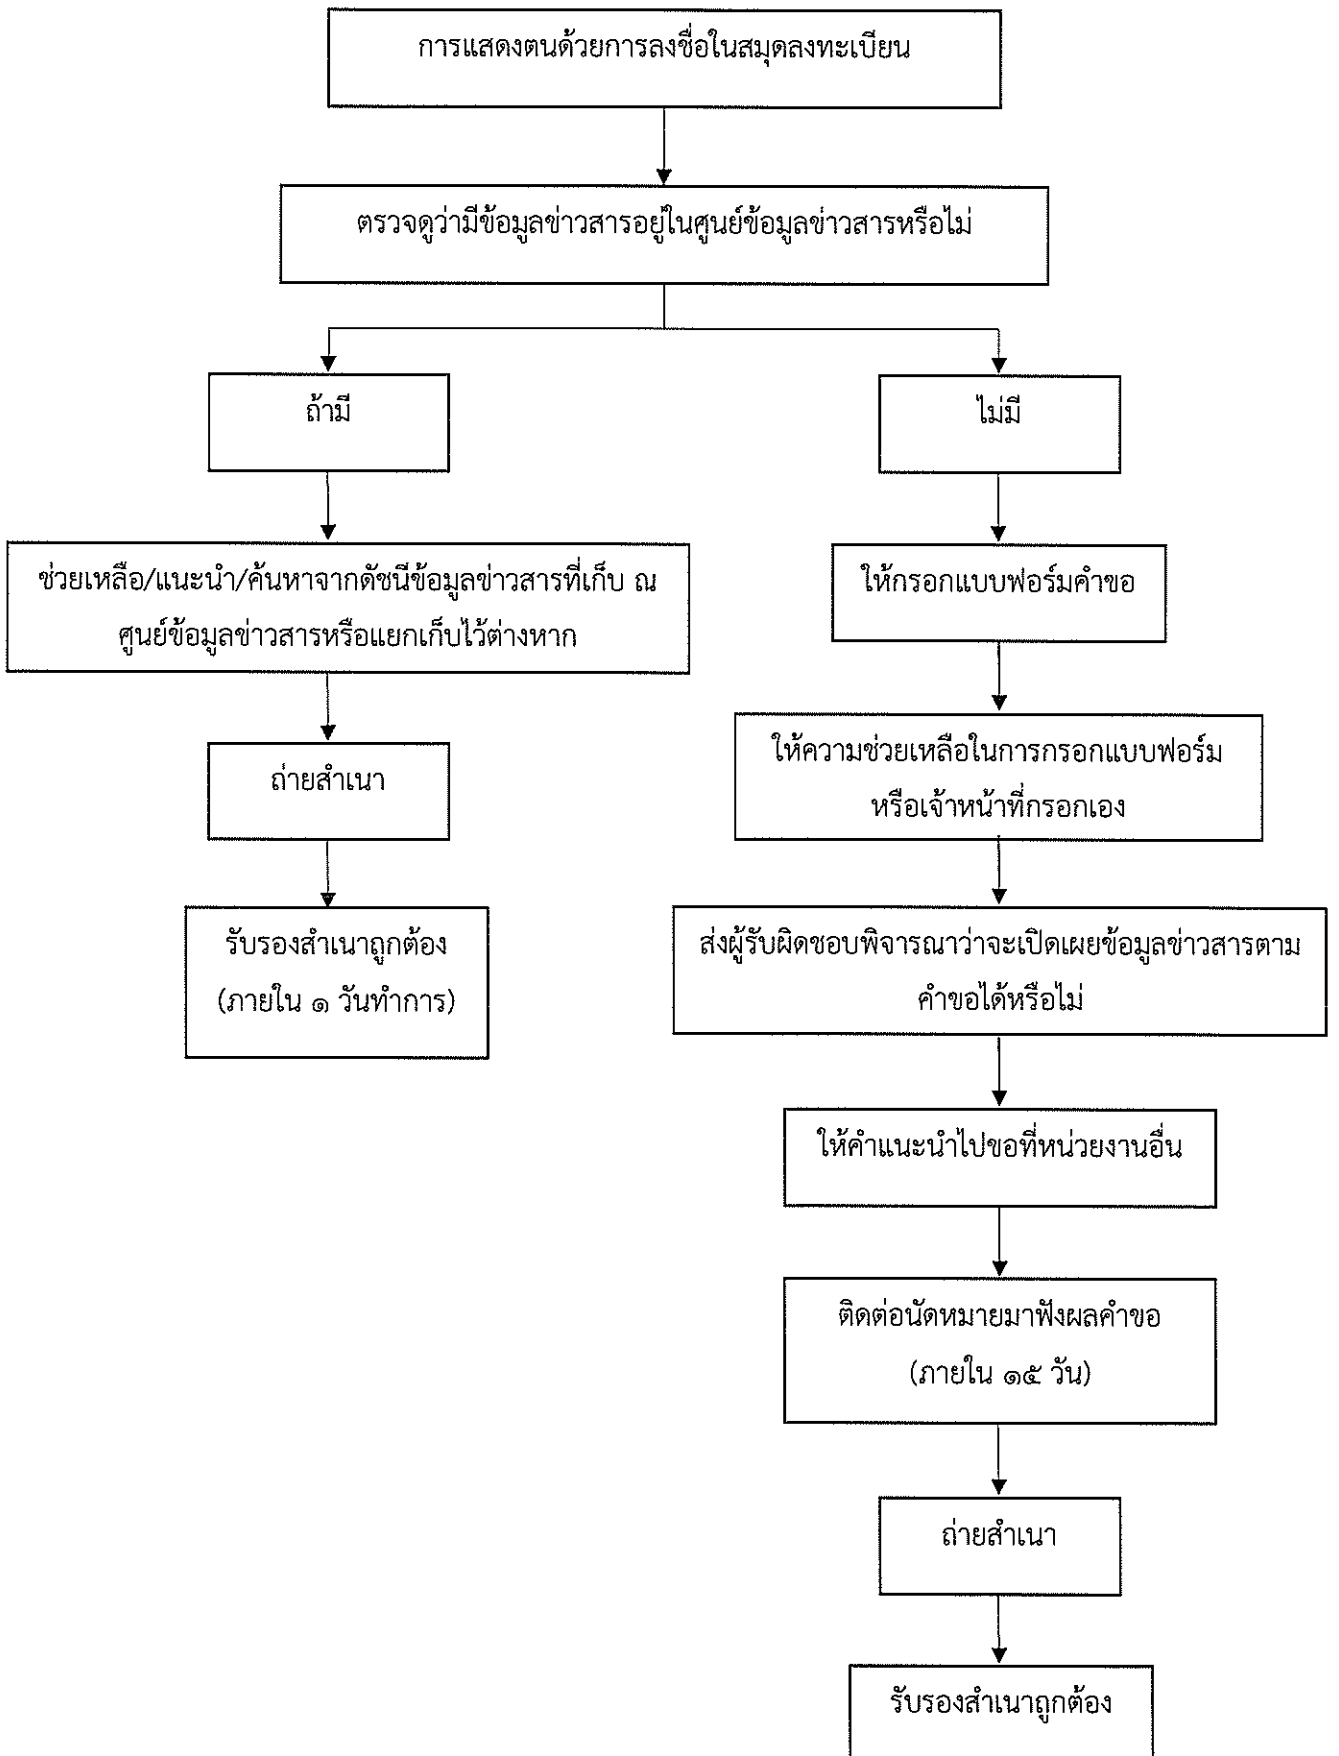 การแสดงตนด้วยการลงชื่อในสมุดลงทะเบียน
ตรวจดูว่ามีข้อมูลข่าวสารอยู่ในศูนย์ข้อมูลข่าวสารหรือไม่
ถ้ามี
ไม่มี
ช่วยเหลือ/แนะนำ/ค้นหาจากดัชนีข้อมูลข่าวสารที่เก็บ ณ
ศูนย์ข้อมูลข่าวสารหรือแยกเก็บไว้ต่างหาก
ให้กรอกแบบฟอร์มคำขอ
ถ่ายสำเนา
ให้ความช่วยเหลือในการกรอกแบบฟอร์ม
หรือเจ้าหน้าที่กรอกเอง
รับรองสำเนาถูกต้อง
(ภายใน ๑ วันทำการ)
ส่งผู้รับผิดชอบพิจารณาว่าจะเปิดเผยข้อมูลข่าวสารตาม
คำขอได้หรือไม่
ให้คำแนะนำไปขอที่หน่วยงานอื่น
ติดต่อนัดหมายมาฟังผลคำขอ
(ภายใน ๑๕ วัน)
ถ่ายสำเนา
รับรองสำเนาถูกต้อง